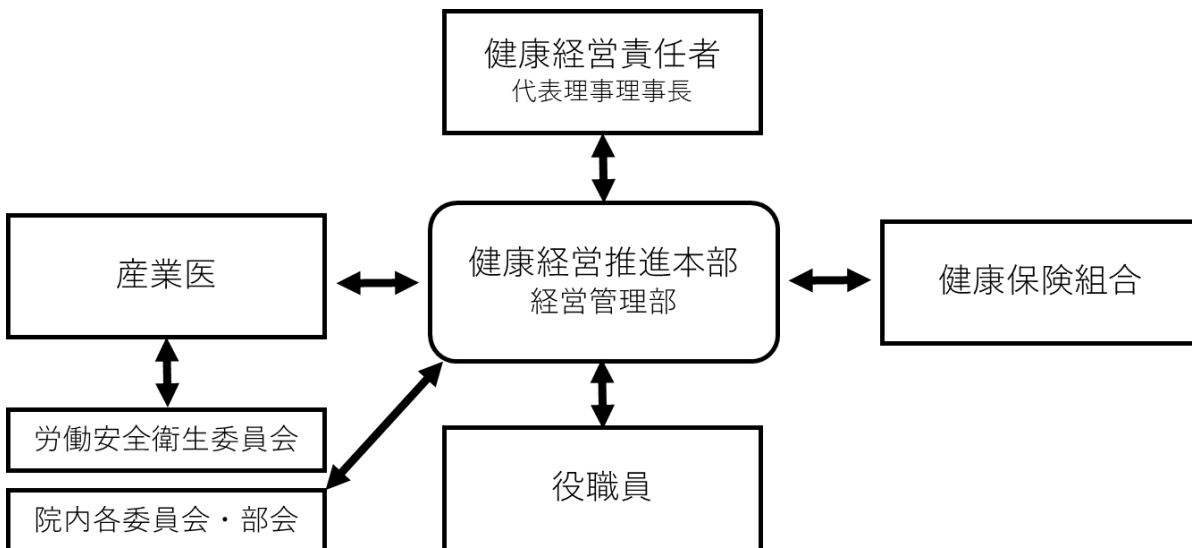 健康経営責任者
代表理事理事長
産業医
健康経営推進本部
経営管理部
健康保険組合
労働安全衛生委員会
院内各委員会・部会
役職員